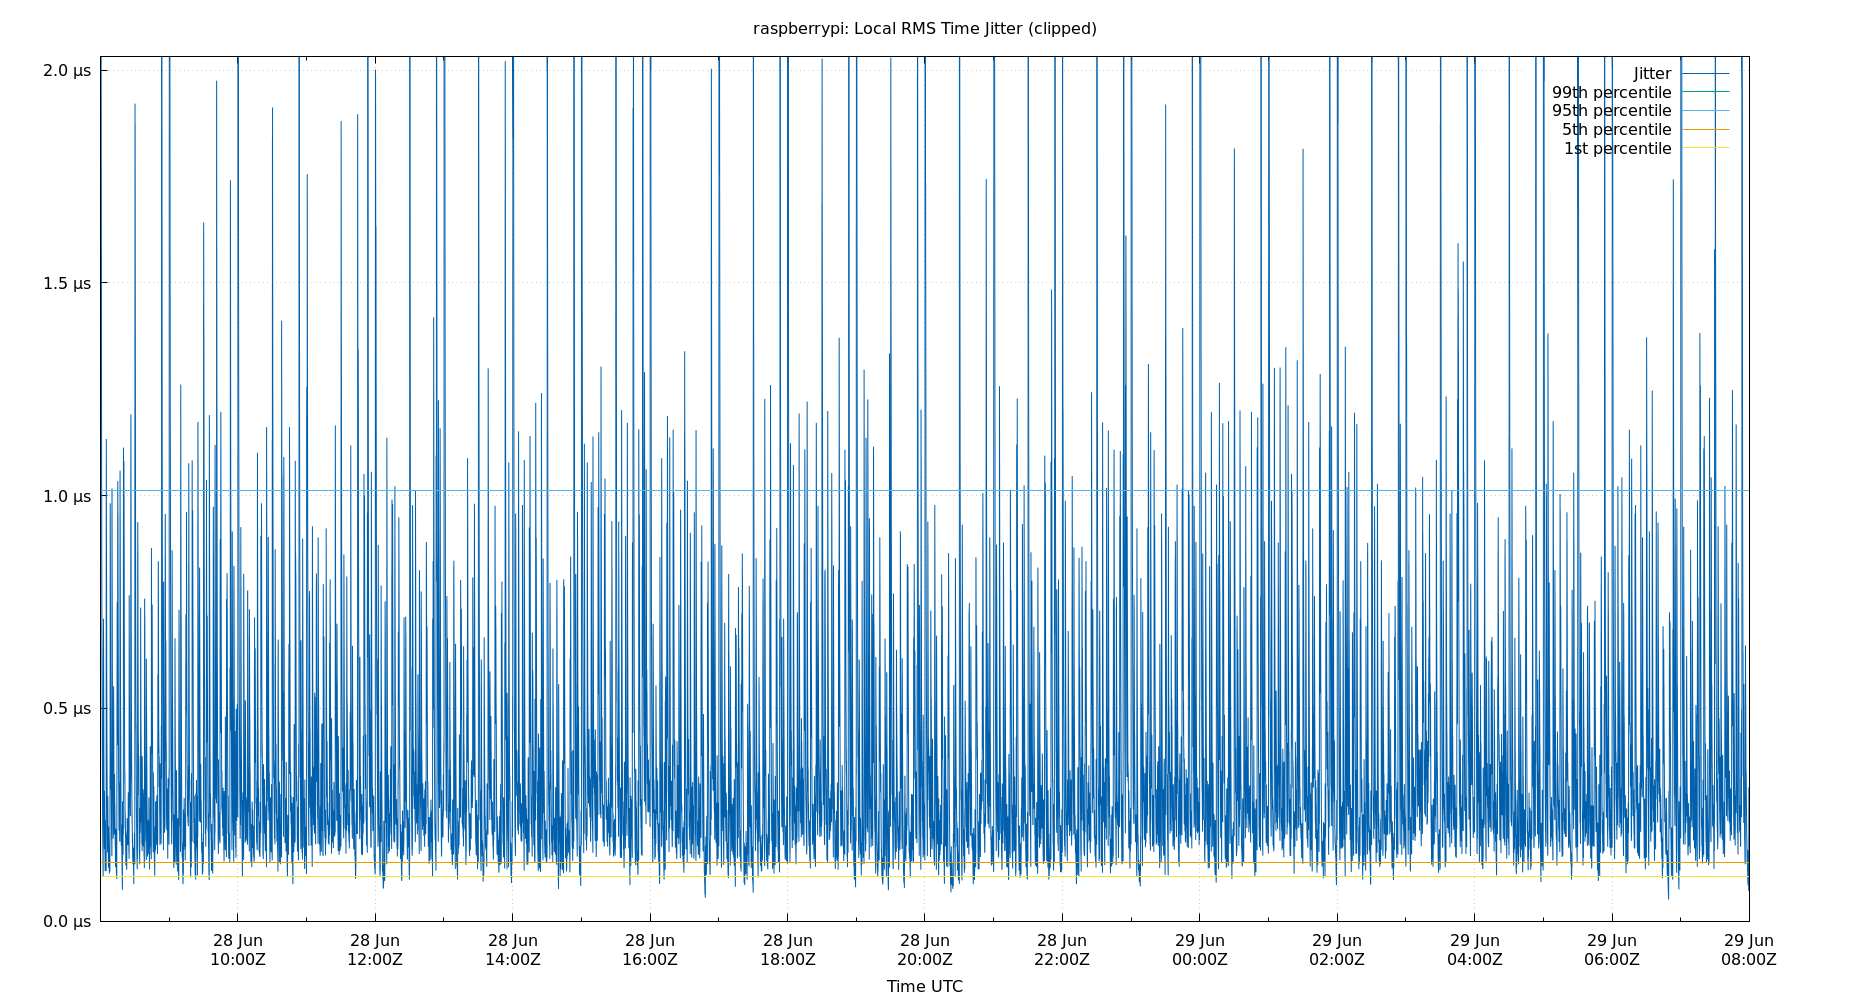 raspberrypi: Local RMS Time Jitter (clipped)
2.0 µs
1.5 µs
1.0 µs
0.5 µs
0.0 µs
Jitter
99th percentile
95th percentile
5th percentile
1st percentile
28 Jun 28 Jun 28 Jun 28 Jun 28 Jun 28 Jun 28 Jun 29 Jun 29 Jun 29 Jun 29 Jun 29 Jun
10:00Z 12:00Z 14:00Z 16:00Z 18:00Z 20:00Z 22:00Z 00:00Z 02:00Z 04:00Z 06:00Z 08:00Z
Time UTC